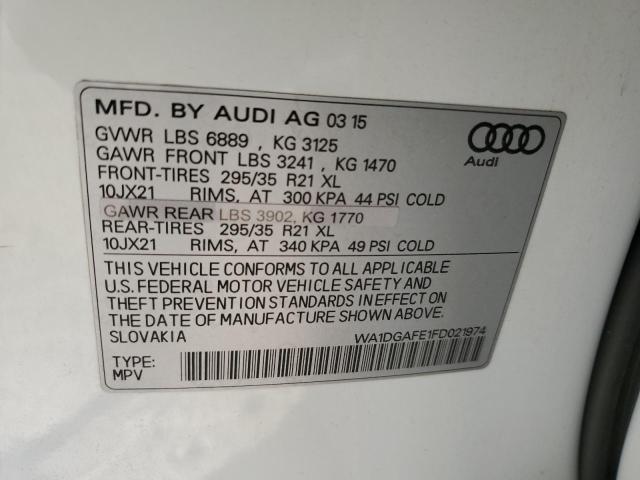 MFD. BY AUDI AG 03 15
GVWR LBS 6889 , KG 3125
GAWR FRONT LBS 3241 , KG 1470
FRONT-TIRES 295/35 R21 XL
10JX21 RIMS, AT 300 KPA 44 PSI COLD
GAWR REAR LBS 3902, KG 1770
REAR-TIRES 295/35 R21 XL
10JX21 RIMS, AT 340 KPA 49 PSI COLD
Audi
THIS VEHICLE CONFORMS TO ALL APPLICABLE
U.S. FEDERAL MOTOR VEHICLE SAFETY AND
THEFT PREVENTION STANDARDS IN EFFECT ON
THE DATE OF MANUFACTURE SHOWN ABOVE.
SLOVAKIA WA1DGAFE1FD021974
TYPE:
MPV